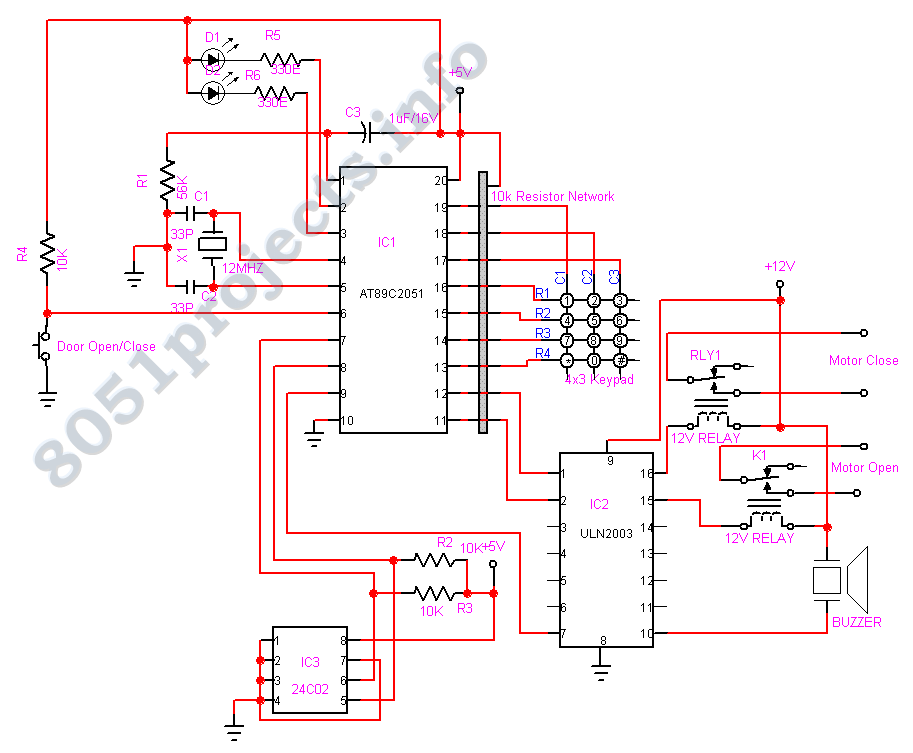 D1
R5
330E
D2
R6
330E
+5V
C3
1uF/16V
R1
56K
C1
33P
X1
12MHZ
C2
33P
R4
10K
Door Open/Close
1
2
3
4
5
6
7
8
9
10
IC1
AT89C2051
20
19
18
17
16
15
14
13
12
11
10k Resistor Network
C1
C2
C3
R1
1
2
3
R2
4
5
6
R3
7
8
9
R4
*
0
#
4x3 Keypad
+12V
RLY1
Motor Close
12V RELAY
K1
Motor Open
12V RELAY
9
1
2
3
4
5
6
7
8
IC2
ULN2003
16
15
14
13
12
11
10
BUZZER
R2
10K
+5V
10K
R3
1
2
3
4
IC3
24C02
8
7
6
5
8051projects.info